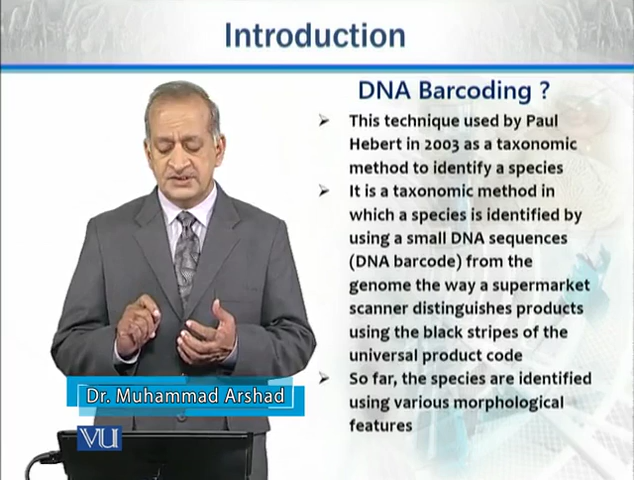 Introduction
DNA Barcoding ?
This technique used by Paul
Hebert in 2003 as a taxonomic
method to identify a species
It is a taxonomic method in
which a species is identified by
using a small DNA sequences
(DNA barcode) from the
genome the way a supermarket
scanner distinguishes products
using the black stripes of the
universal product code
So far, the species are identified
using various morphological
features
Dr. Muhammad Arshad
VU